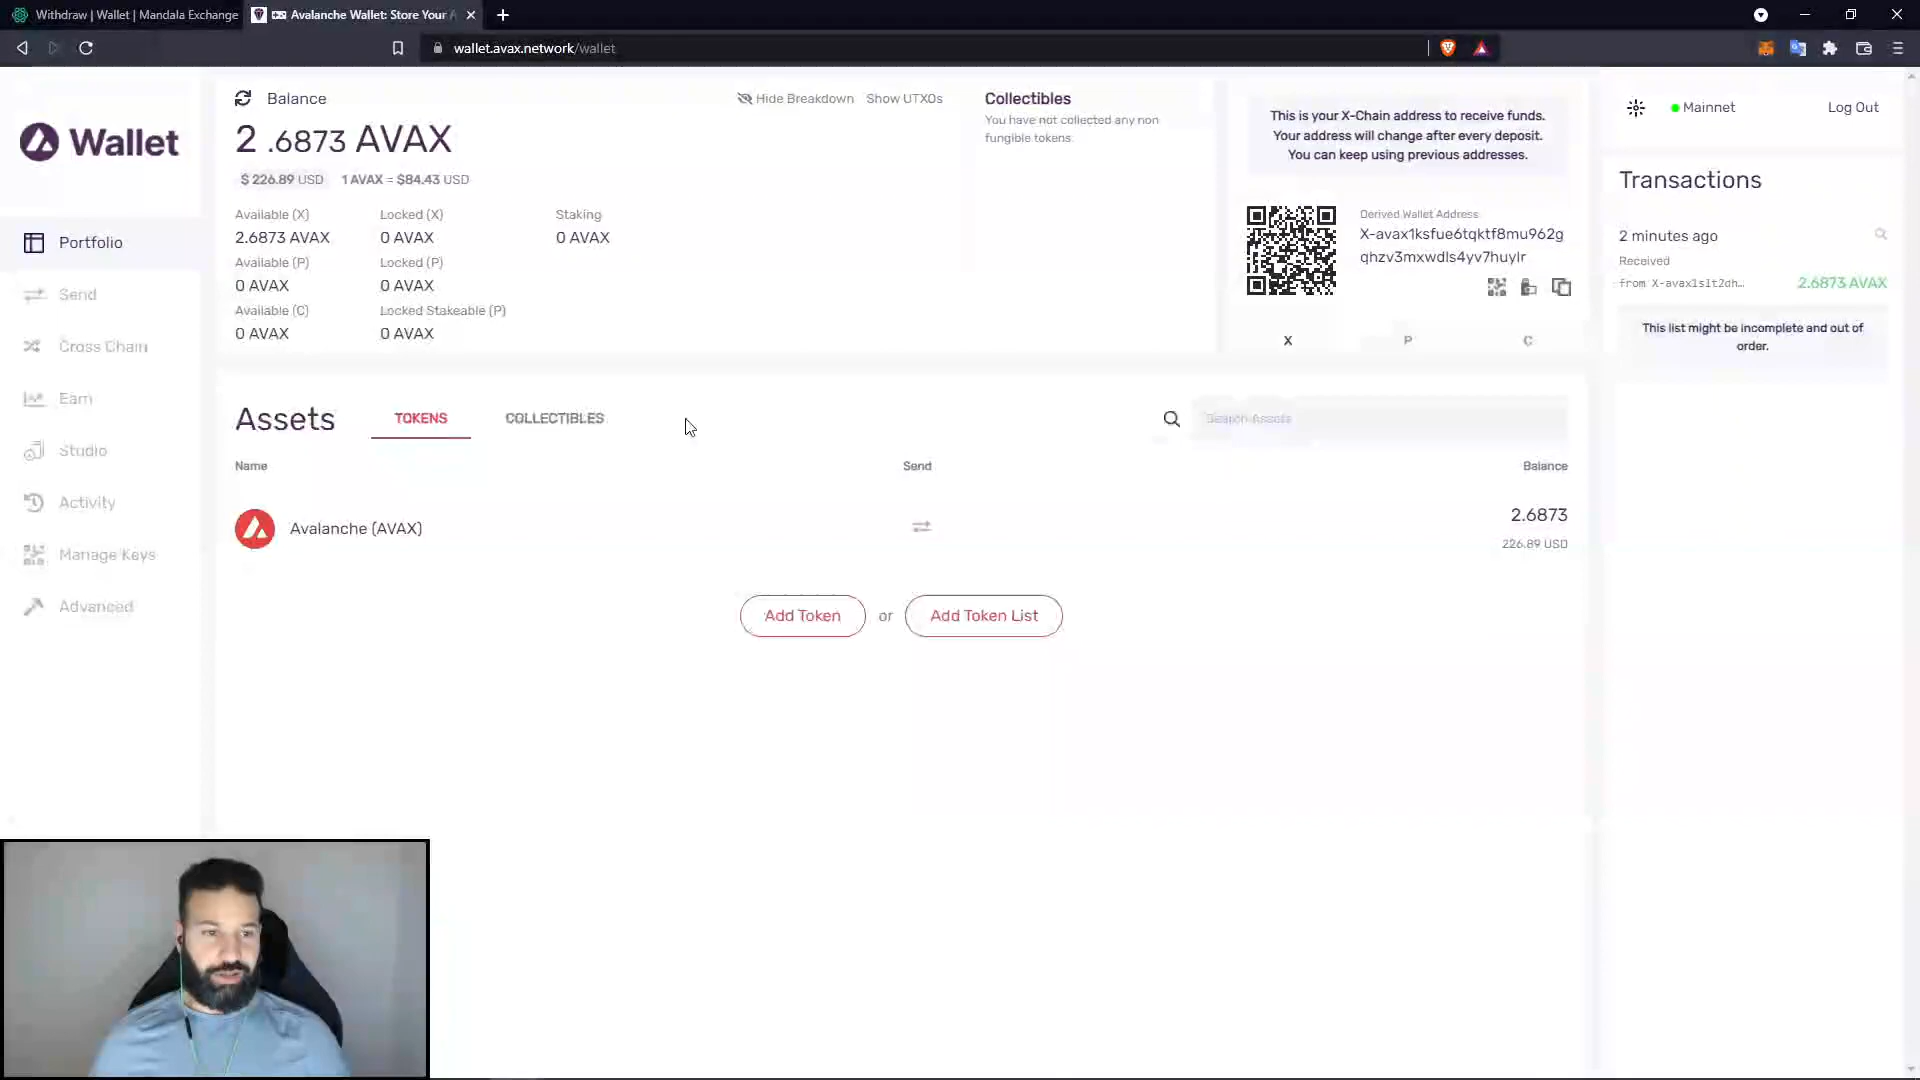 Withdraw | Wallet | Mandala Exchange
Avalanche Wallet: Store Your A
wallet.avax.network/wallet
Wallet
Portfolio
Send
Cross Chain
Earn
Studio
Activity
Manage Keys
Advanced
Balance
Hide Breakdown
Show UTXOs
2 .6873 AVAX
$ 226.89 USD
1 AVAX = $84.43 USD
Available (X)
Locked (X)
Staking
2.6873 AVAX
0 AVAX
0 AVAX
Available (P)
Locked (P)
0 AVAX
0 AVAX
Available (C)
Locked Stakeable (P)
0 AVAX
0 AVAX
Collectibles
You have not collected any non
fungible tokens.
This is your X-Chain address to receive funds.
Your address will change after every deposit.
You can keep using previous addresses.
Derived Wallet Address
X-avax1ksfue6tqktf8mu962g
qhzv3mxwdls4yv7huylr
X
P
C
Mainnet
Log Out
Transactions
2 minutes ago
Received
from X-avax1slt2dh...
2.6873 AVAX
This list might be incomplete and out of
order.
Assets
TOKENS
COLLECTIBLES
Search Assets
Name
Send
Balance
Avalanche (AVAX)
2.6873
226.89 USD
Add Token
or
Add Token List